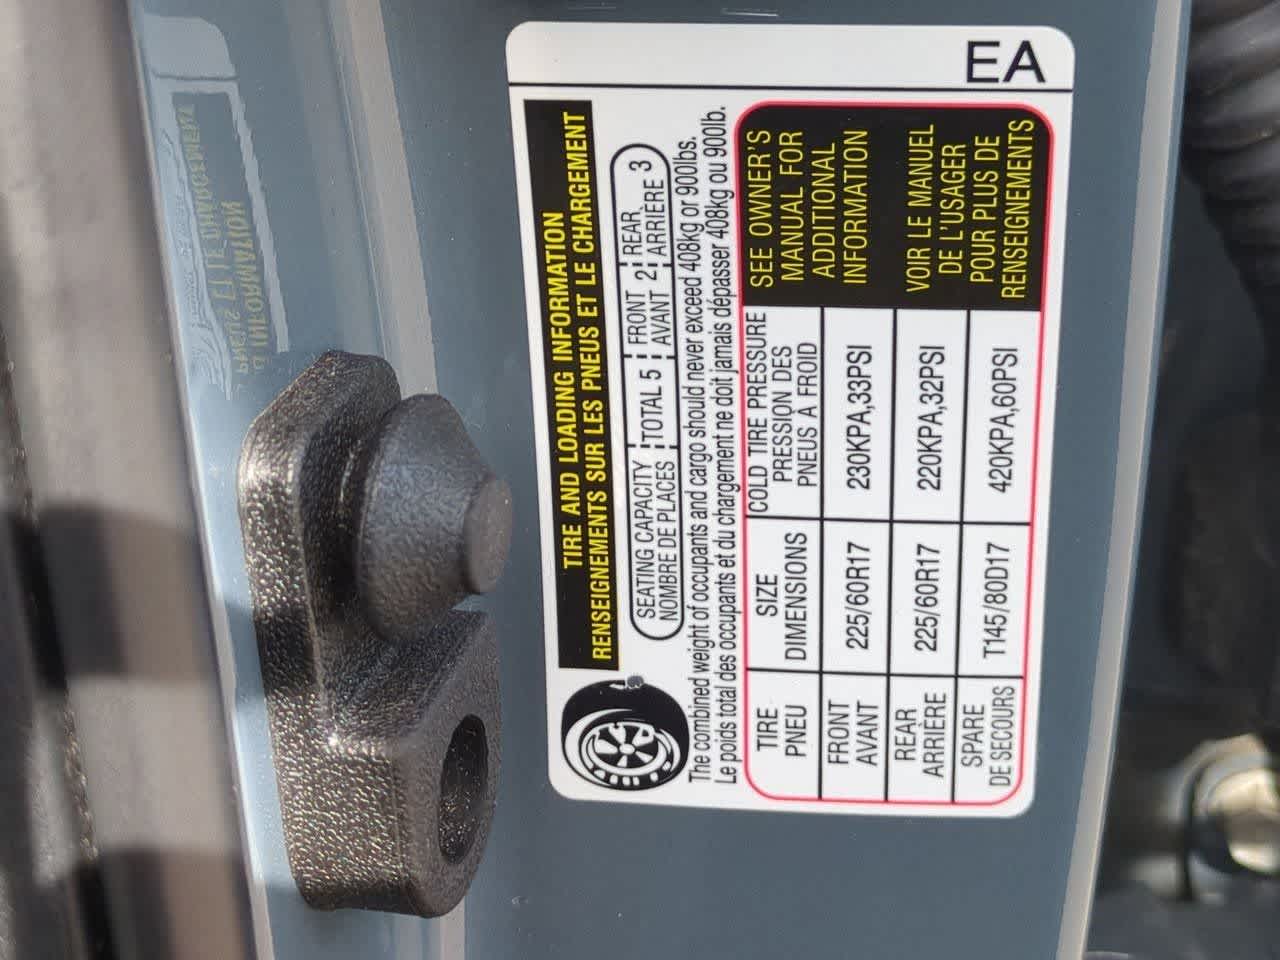 EA
TIRE AND LOADING INFORMATION
RENSEIGNEMENTS SUR LES PNEUS ET LE CHARGEMENT
SEATING CAPACITY TOTAL 5 FRONT 2 REAR 3
NOMBRE DE PLACES AVANT ARRIÈRE
The combined weight of occupants and cargo should never exceed 408kg or 900lbs.
Le poids total des occupants et du chargement ne doit jamais dépasser 408kg ou 900lb.
TIRE SIZE COLD TIRE PRESSURE
PNEU DIMENSIONS PRESSION DES
PNEUS À FROID
FRONT 225/60R17 230KPA,33PSI
AVANT
REAR 225/60R17 220KPA,32PSI
ARRIÈRE
SPARE T145/80D17 420KPA,60PSI
DE SECOURS
SEE OWNER'S
MANUAL FOR
ADDITIONAL
INFORMATION
VOIR LE MANUEL
DE L'USAGER
POUR PLUS DE
RENSEIGNEMENTS